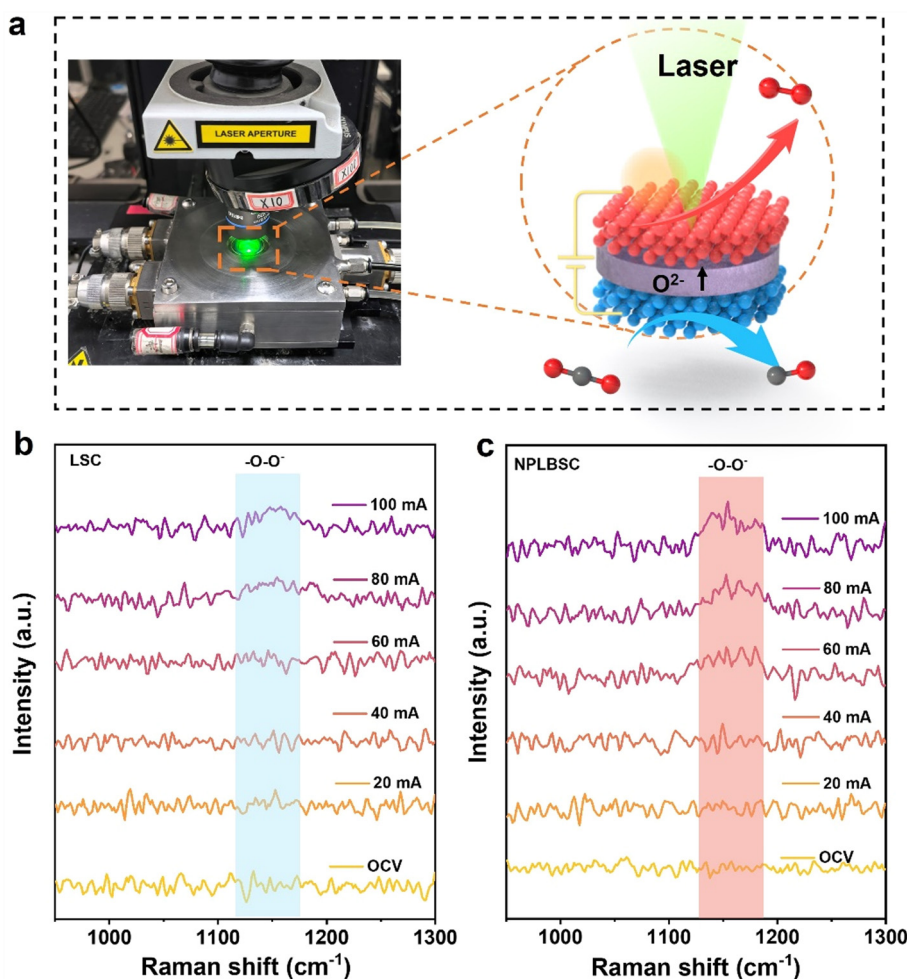 a
LASER APERTURE
X10
Laser
O²⁻
b
LSC
-O-O⁻
100 mA
80 mA
60 mA
40 mA
20 mA
OCV
Intensity (a.u.)
1000 1100 1200 1300
Raman shift (cm⁻¹)
c
NPLBSC
-O-O⁻
100 mA
80 mA
60 mA
40 mA
20 mA
OCV
Intensity (a.u.)
1000 1100 1200 1300
Raman shift (cm⁻¹)